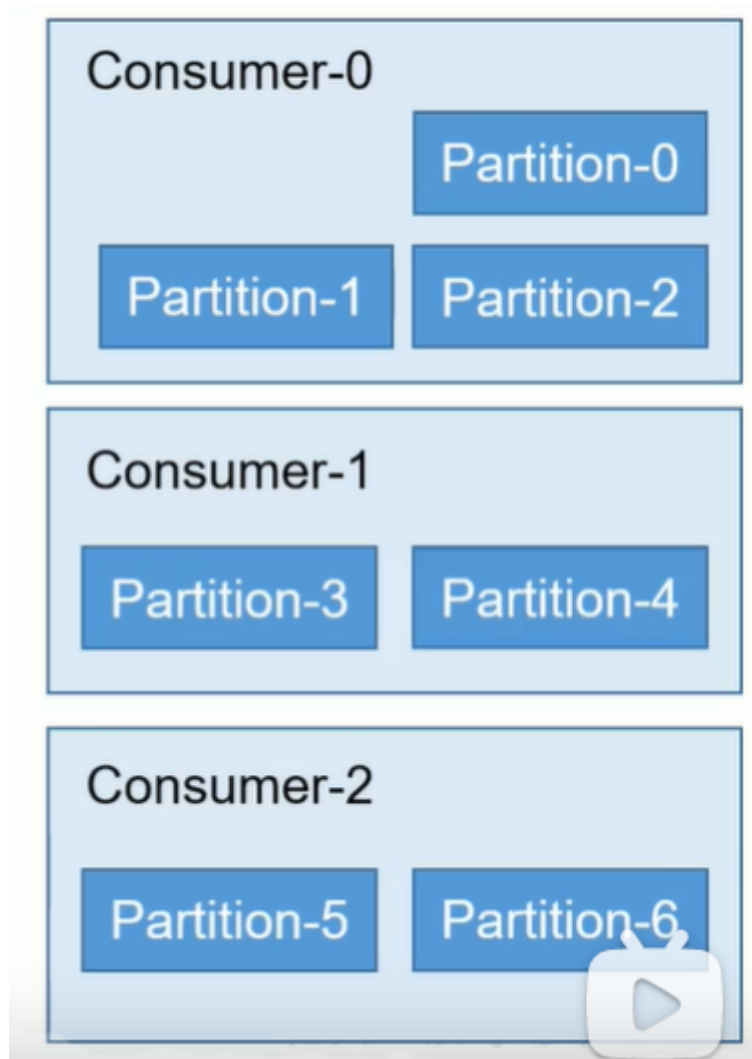 Consumer-0
Partition-0
Partition-1 Partition-2
Consumer-1
Partition-3 Partition-4
Consumer-2
Partition-5 Partition-6